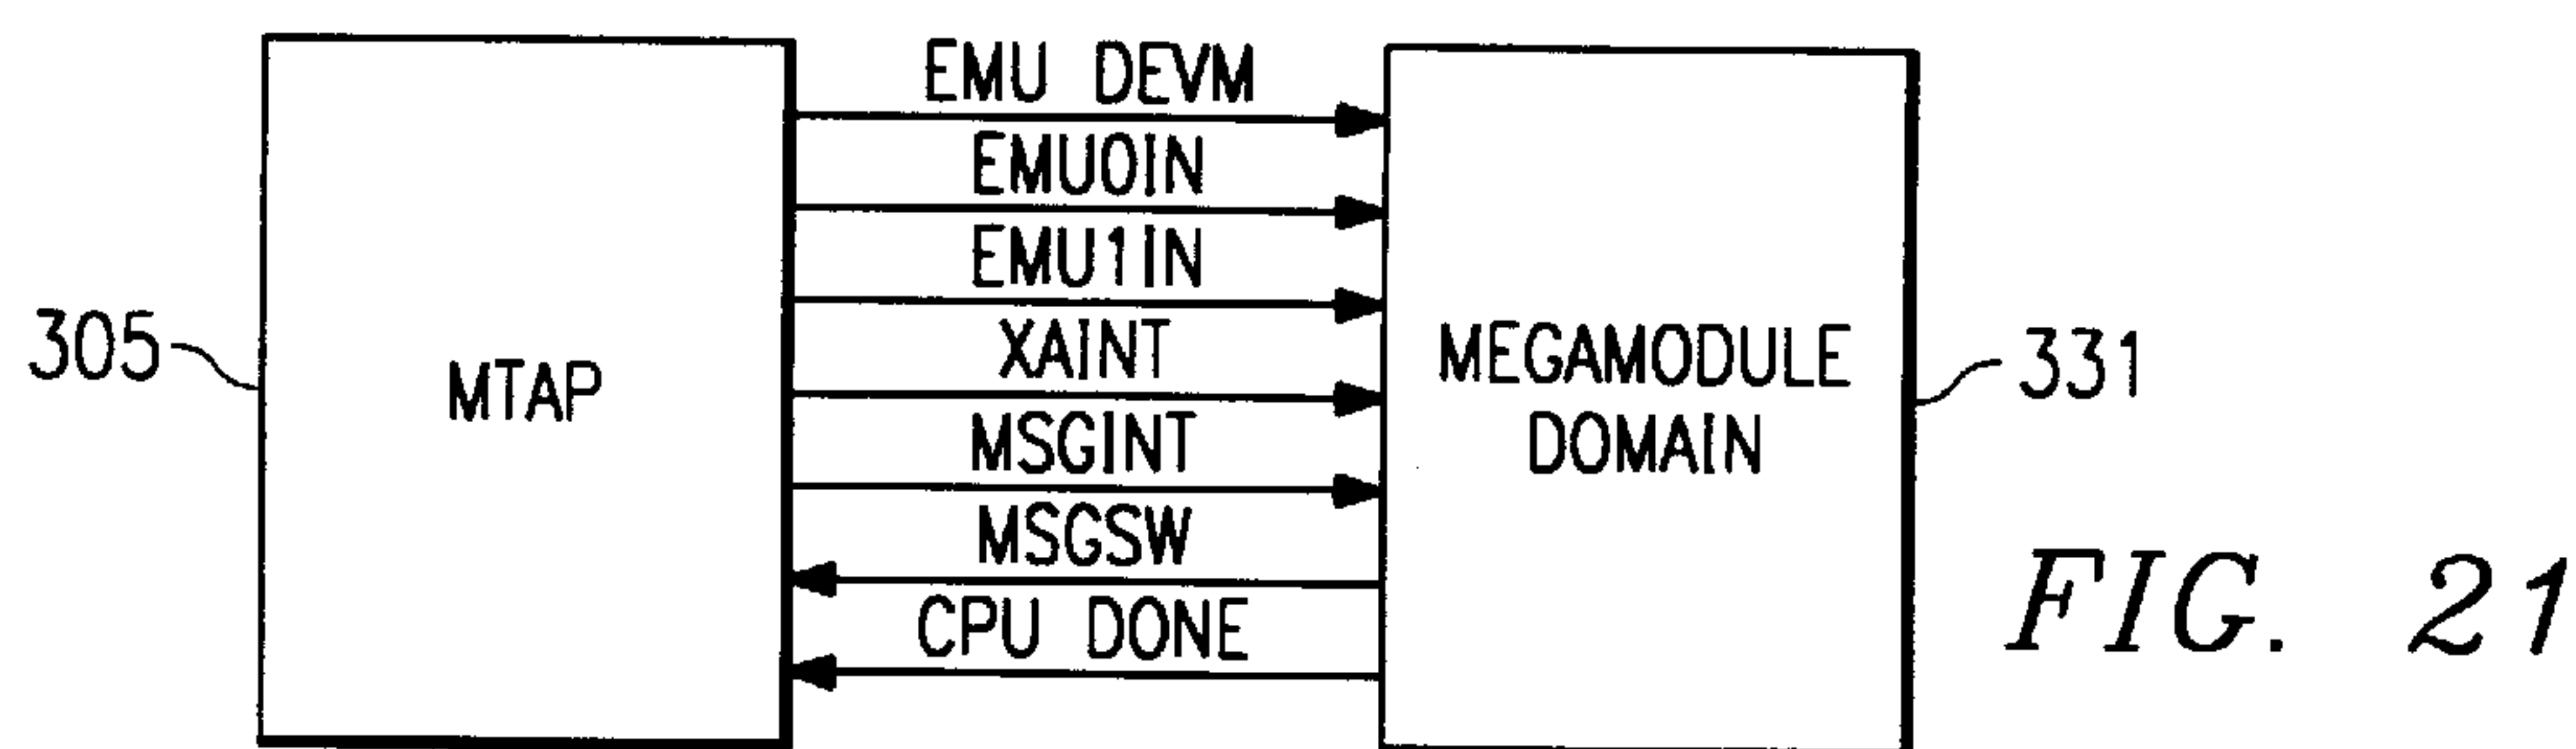 EMU DEVM
EMU0IN
EMU1IN
XAINT
MSGINT
MSGSW
CPU DONE
305
MTAP
MEGAMODULE
DOMAIN
331
FIG. 21